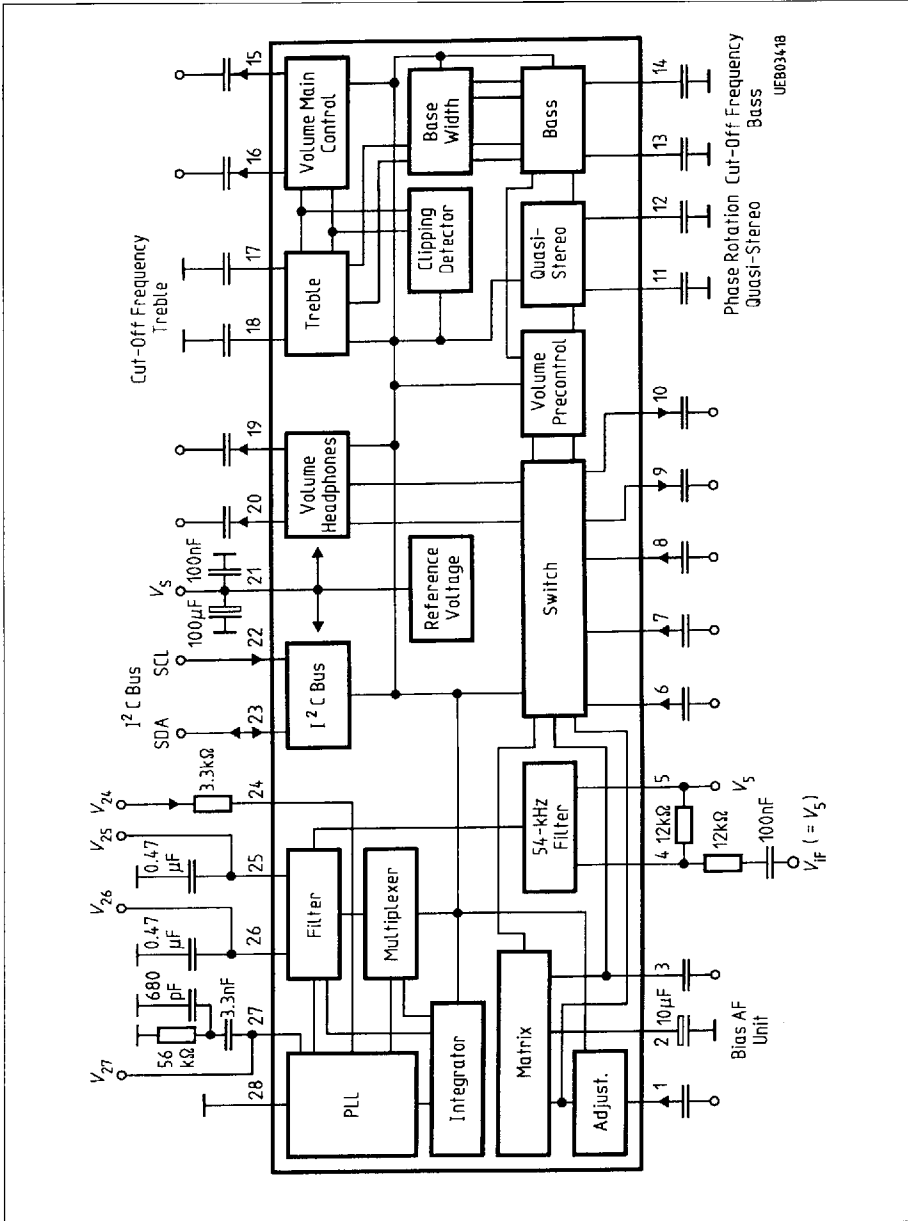 Cut-Off Frequency
Treble
I²C Bus
SDA
SCL
V_S
100µF
100nF
V_24
3.3kΩ
V_25
0.47
µF
V_26
0.47
µF
680
pF
3.3nF
56
kΩ
V_27
28
27
26
25
24
23
22
21
20
19
18
17
16
15
PLL
Filter
Multiplexer
Integrator
I²C Bus
Reference
Voltage
Volume
Headphones
Treble
Clipping
Detector
Volume Main
Control
Base
Width
Matrix
Adjust.
54-kHz
Filter
Switch
Volume
Precontrol
Quasi-
Stereo
Bass
1
2
3
4
5
6
7
8
9
10
11
12
13
14
10µF
Bias AF
Unit
12kΩ
12kΩ
100nF
V_iF (= V_5)
V_5
Phase Rotation
Quasi-Stereo
Cut-Off Frequency
Bass
UEB03418